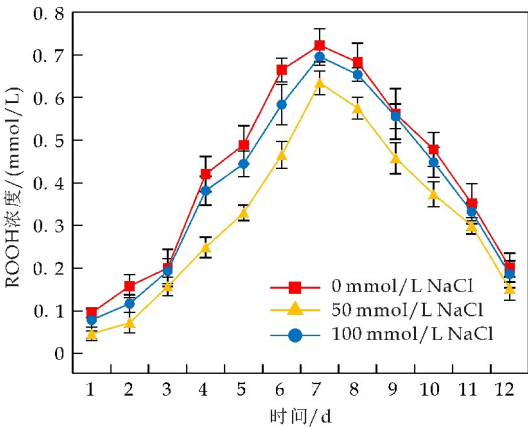 0.8
0.7
0.6
0.5
0.4
0.3
0.2
0.1
0
ROOH浓度/(mmol/L)
0 mmol/L NaCl
50 mmol/L NaCl
100 mmol/L NaCl
1 2 3 4 5 6 7 8 9 10 11 12
时间/d